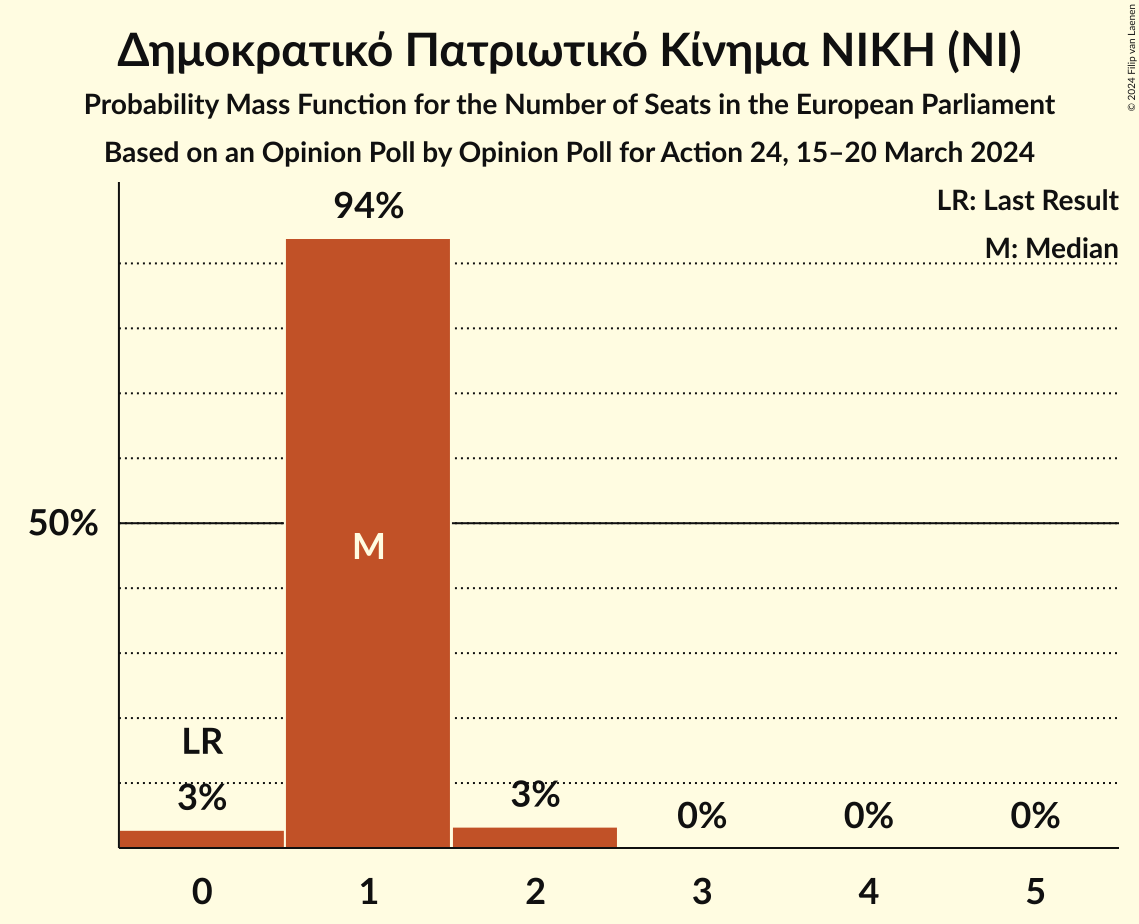 Δημοκρατικό Πατριωτικό Κίνημα ΝΙΚΗ (NI)
Probability Mass Function for the Number of Seats in the European Parliament
Based on an Opinion Poll by Opinion Poll for Action 24, 15–20 March 2024
© 2024 Filip van Laenen
LR: Last Result
M: Median
94%
50%
M
LR
3%
3%
0%
0%
0%
0
1
2
3
4
5